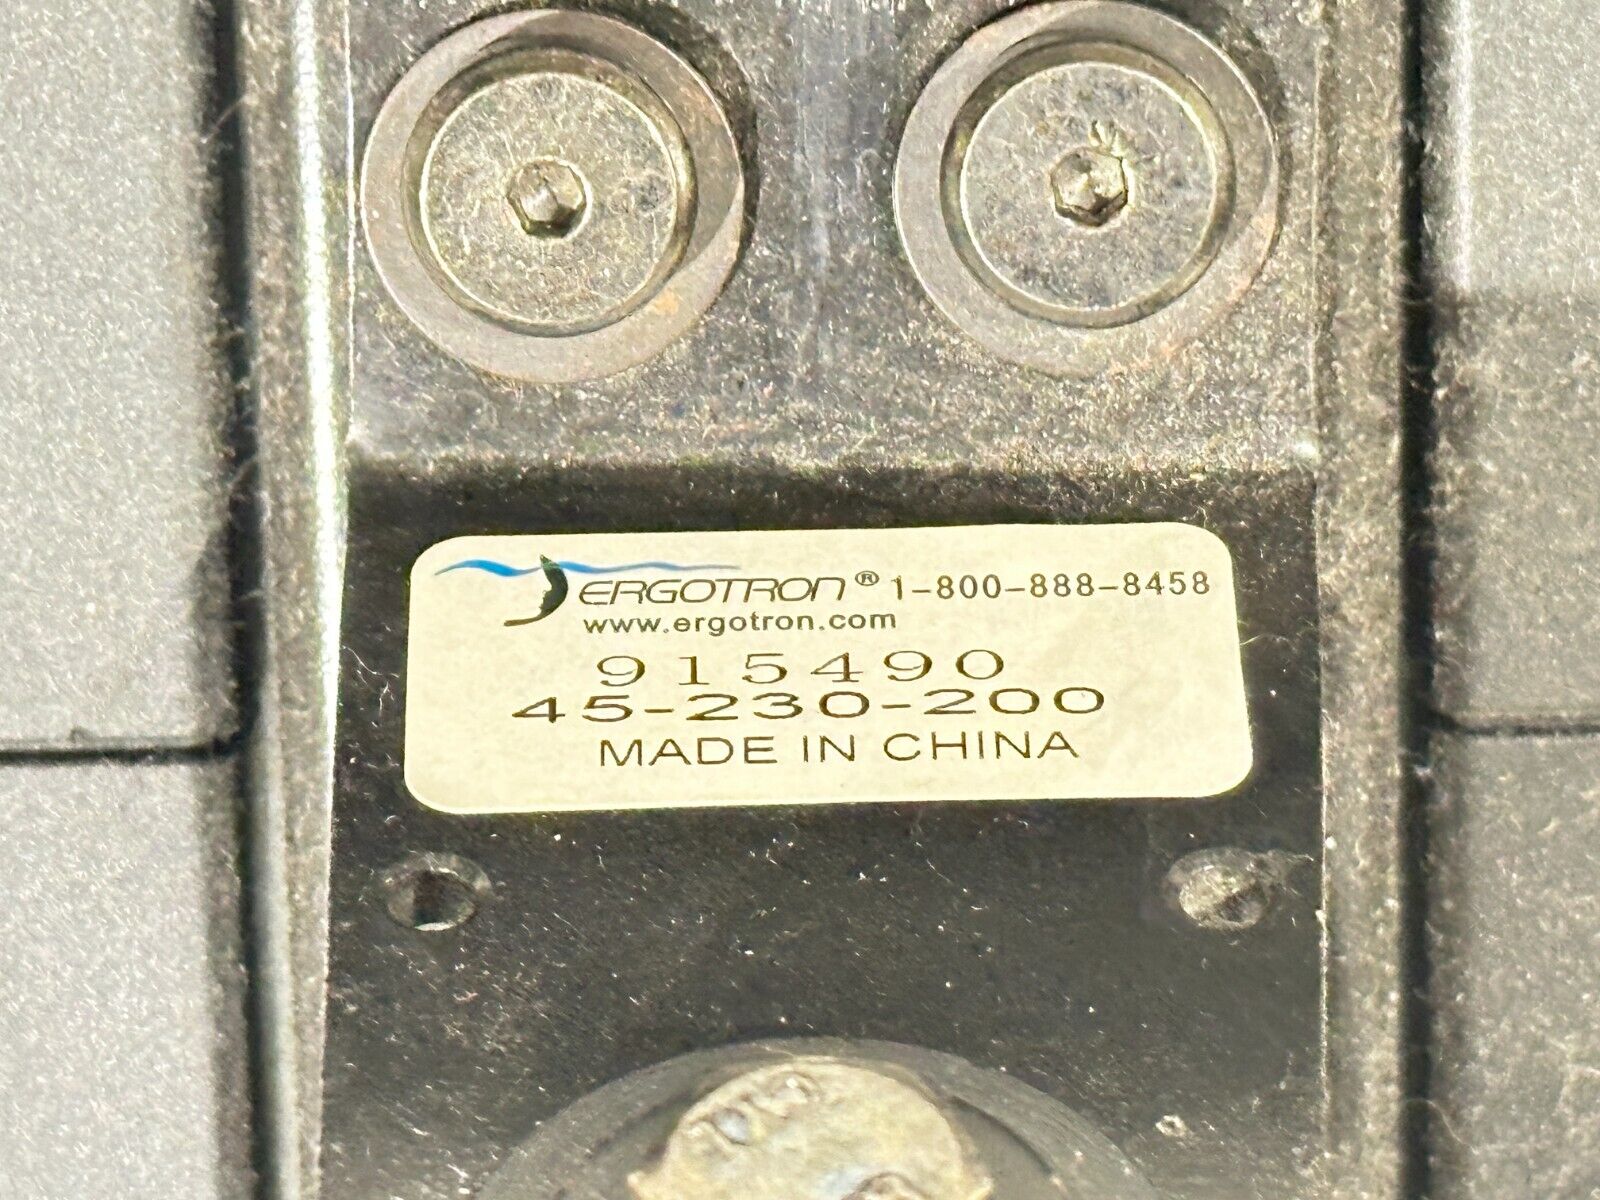 ERGOTRON® 1-800-888-8458
www.ergotron.com
915490
45-230-200
MADE IN CHINA